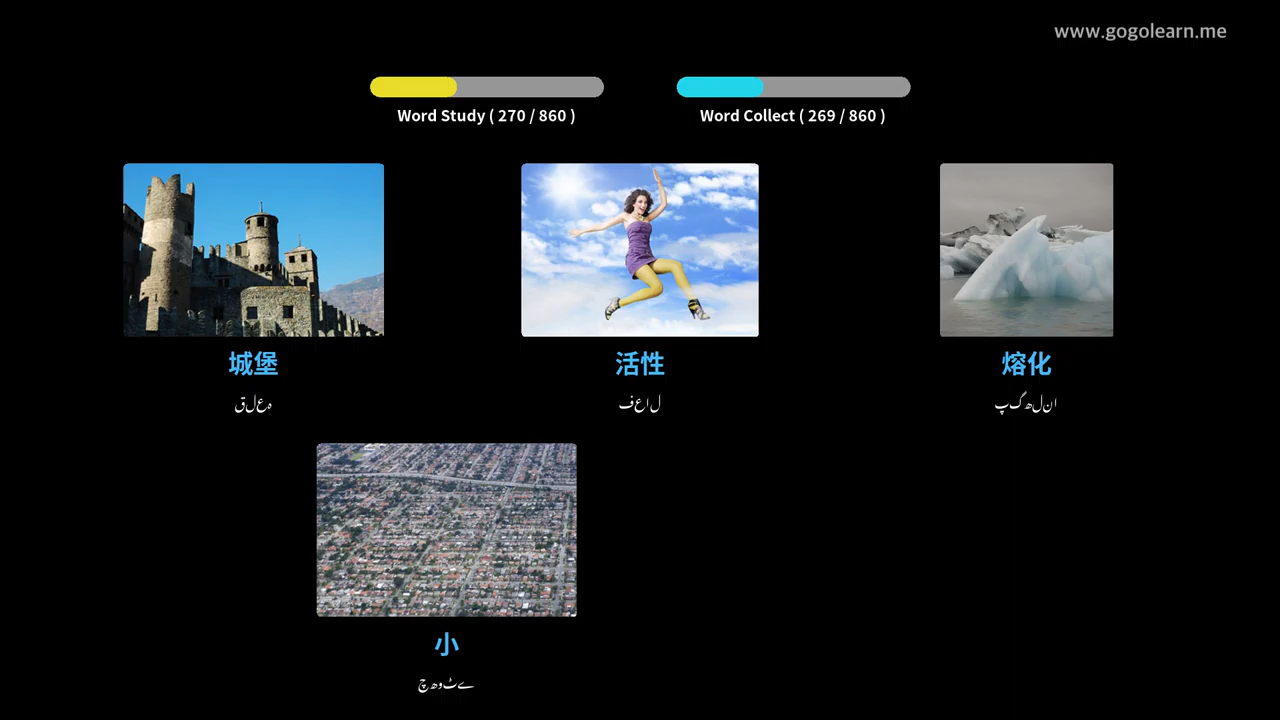 www.gogolearn.me
Word Study ( 270 / 860 )
Word Collect ( 269 / 860 )
城堡
活性
熔化
قلعہ
فعال
پگھلنا
小
چھوٹے